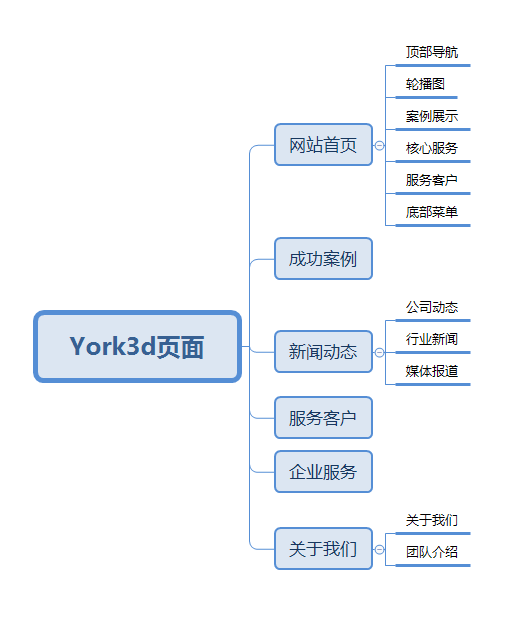 York3d页面
网站首页
顶部导航
轮播图
案例展示
核心服务
服务客户
底部菜单
成功案例
新闻动态
公司动态
行业新闻
媒体报道
服务客户
企业服务
关于我们
关于我们
团队介绍